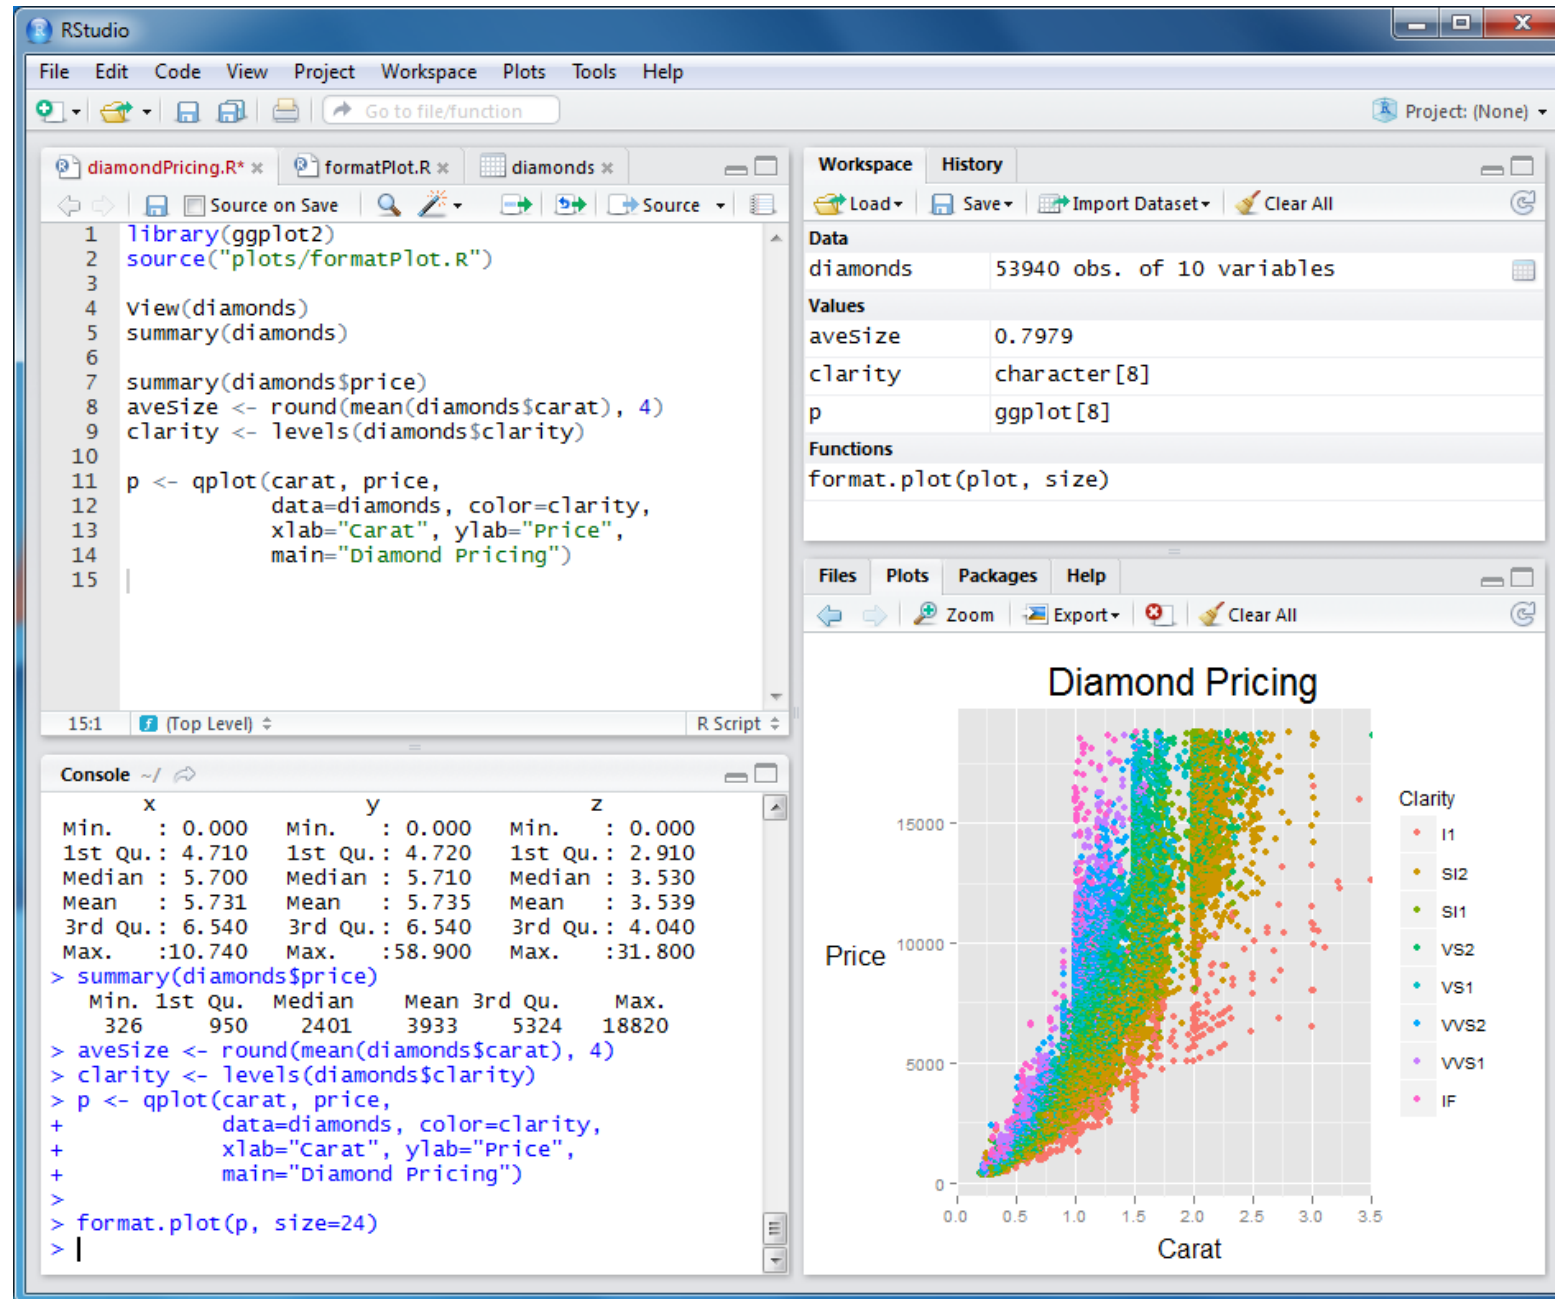 RStudio
File Edit Code View Project Workspace Plots Tools Help
Go to file/function
Project: (None)
diamondPricing.R* formatPlot.R diamonds
Source on Save Source
1 library(ggplot2)
2 source("plots/formatPlot.R")
3
4 View(diamonds)
5 summary(diamonds)
6
7 summary(diamonds$price)
8 aveSize <- round(mean(diamonds$carat), 4)
9 clarity <- levels(diamonds$clarity)
10
11 p <- qplot(carat, price,
12 data=diamonds, color=clarity,
13 xlab="Carat", ylab="Price",
14 main="Diamond Pricing")
15
15:1 (Top Level) R Script
Console ~/
x y z
Min. : 0.000 Min. : 0.000 Min. : 0.000
1st Qu.: 4.710 1st Qu.: 4.720 1st Qu.: 2.910
Median : 5.700 Median : 5.710 Median : 3.530
Mean : 5.731 Mean : 5.735 Mean : 3.539
3rd Qu.: 6.540 3rd Qu.: 6.540 3rd Qu.: 4.040
Max. :10.740 Max. :58.900 Max. :31.800
> summary(diamonds$price)
Min. 1st Qu. Median Mean 3rd Qu. Max.
326 950 2401 3933 5324 18820
> aveSize <- round(mean(diamonds$carat), 4)
> clarity <- levels(diamonds$clarity)
> p <- qplot(carat, price,
+ data=diamonds, color=clarity,
+ xlab="Carat", ylab="Price",
+ main="Diamond Pricing")
>
> format.plot(p, size=24)
>
Workspace History
Load Save Import Dataset Clear All
Data
diamonds 53940 obs. of 10 variables
Values
aveSize 0.7979
clarity character[8]
p ggplot[8]
Functions
format.plot(plot, size)
Files Plots Packages Help
Zoom Export Clear All
Diamond Pricing
Price
15000
10000
5000
0
0.0 0.5 1.0 1.5 2.0 2.5 3.0 3.5
Carat
Clarity
I1
SI2
SI1
VS2
VS1
VVS2
VVS1
IF